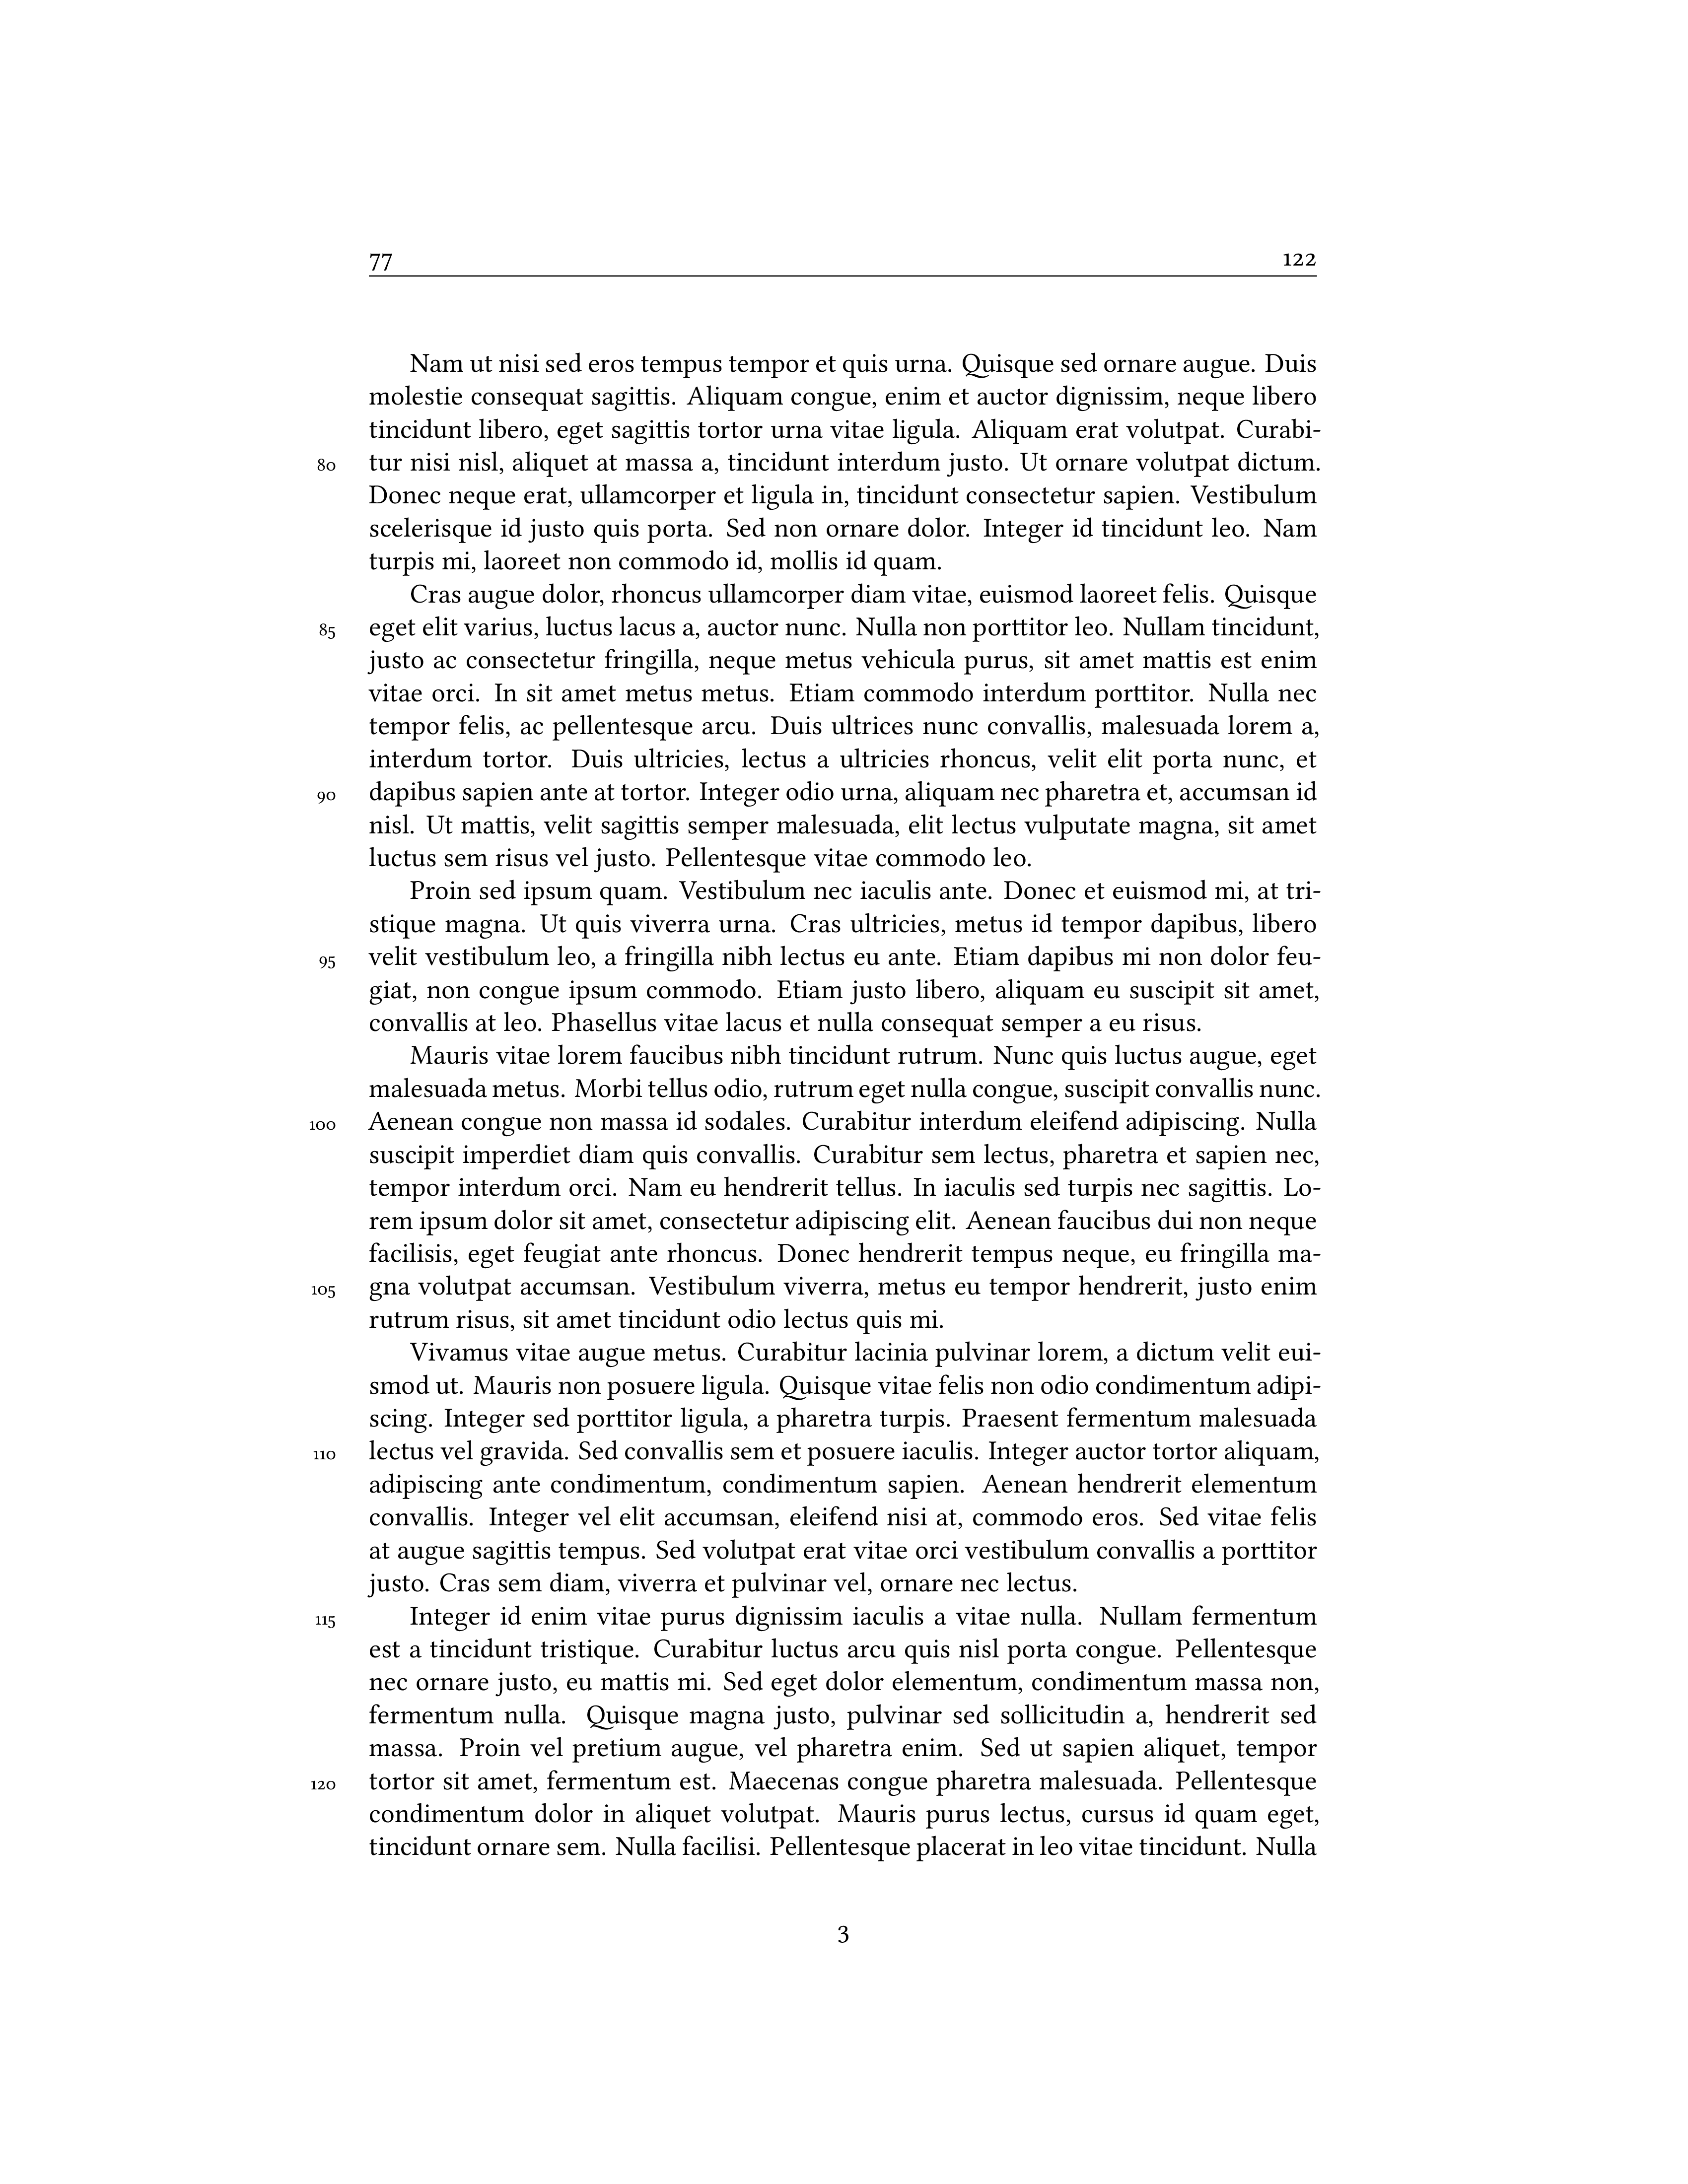 77 122
Nam ut nisi sed eros tempus tempor et quis urna. Quisque sed ornare augue. Duis
molestie consequat sagittis. Aliquam congue, enim et auctor dignissim, neque libero
tincidunt libero, eget sagittis tortor urna vitae ligula. Aliquam erat volutpat. Curabi-
80 tur nisi nisl, aliquet at massa a, tincidunt interdum justo. Ut ornare volutpat dictum.
Donec neque erat, ullamcorper et ligula in, tincidunt consectetur sapien. Vestibulum
scelerisque id justo quis porta. Sed non ornare dolor. Integer id tincidunt leo. Nam
turpis mi, laoreet non commodo id, mollis id quam.
Cras augue dolor, rhoncus ullamcorper diam vitae, euismod laoreet felis. Quisque
85 eget elit varius, luctus lacus a, auctor nunc. Nulla non porttitor leo. Nullam tincidunt,
justo ac consectetur fringilla, neque metus vehicula purus, sit amet mattis est enim
vitae orci. In sit amet metus metus. Etiam commodo interdum porttitor. Nulla nec
tempor felis, ac pellentesque arcu. Duis ultrices nunc convallis, malesuada lorem a,
interdum tortor. Duis ultricies, lectus a ultricies rhoncus, velit elit porta nunc, et
90 dapibus sapien ante at tortor. Integer odio urna, aliquam nec pharetra et, accumsan id
nisl. Ut mattis, velit sagittis semper malesuada, elit lectus vulputate magna, sit amet
luctus sem risus vel justo. Pellentesque vitae commodo leo.
Proin sed ipsum quam. Vestibulum nec iaculis ante. Donec et euismod mi, at tri-
stique magna. Ut quis viverra urna. Cras ultricies, metus id tempor dapibus, libero
95 velit vestibulum leo, a fringilla nibh lectus eu ante. Etiam dapibus mi non dolor feu-
giat, non congue ipsum commodo. Etiam justo libero, aliquam eu suscipit sit amet,
convallis at leo. Phasellus vitae lacus et nulla consequat semper a eu risus.
Mauris vitae lorem faucibus nibh tincidunt rutrum. Nunc quis luctus augue, eget
malesuada metus. Morbi tellus odio, rutrum eget nulla congue, suscipit convallis nunc.
100 Aenean congue non massa id sodales. Curabitur interdum eleifend adipiscing. Nulla
suscipit imperdiet diam quis convallis. Curabitur sem lectus, pharetra et sapien nec,
tempor interdum orci. Nam eu hendrerit tellus. In iaculis sed turpis nec sagittis. Lo-
rem ipsum dolor sit amet, consectetur adipiscing elit. Aenean faucibus dui non neque
facilisis, eget feugiat ante rhoncus. Donec hendrerit tempus neque, eu fringilla ma-
105 gna volutpat accumsan. Vestibulum viverra, metus eu tempor hendrerit, justo enim
rutrum risus, sit amet tincidunt odio lectus quis mi.
Vivamus vitae augue metus. Curabitur lacinia pulvinar lorem, a dictum velit eui-
smod ut. Mauris non posuere ligula. Quisque vitae felis non odio condimentum adipi-
scing. Integer sed porttitor ligula, a pharetra turpis. Praesent fermentum malesuada
110 lectus vel gravida. Sed convallis sem et posuere iaculis. Integer auctor tortor aliquam,
adipiscing ante condimentum, condimentum sapien. Aenean hendrerit elementum
convallis. Integer vel elit accumsan, eleifend nisi at, commodo eros. Sed vitae felis
at augue sagittis tempus. Sed volutpat erat vitae orci vestibulum convallis a porttitor
justo. Cras sem diam, viverra et pulvinar vel, ornare nec lectus.
115 Integer id enim vitae purus dignissim iaculis a vitae nulla. Nullam fermentum
est a tincidunt tristique. Curabitur luctus arcu quis nisl porta congue. Pellentesque
nec ornare justo, eu mattis mi. Sed eget dolor elementum, condimentum massa non,
fermentum nulla. Quisque magna justo, pulvinar sed sollicitudin a, hendrerit sed
massa. Proin vel pretium augue, vel pharetra enim. Sed ut sapien aliquet, tempor
120 tortor sit amet, fermentum est. Maecenas congue pharetra malesuada. Pellentesque
condimentum dolor in aliquet volutpat. Mauris purus lectus, cursus id quam eget,
tincidunt ornare sem. Nulla facilisi. Pellentesque placerat in leo vitae tincidunt. Nulla
3